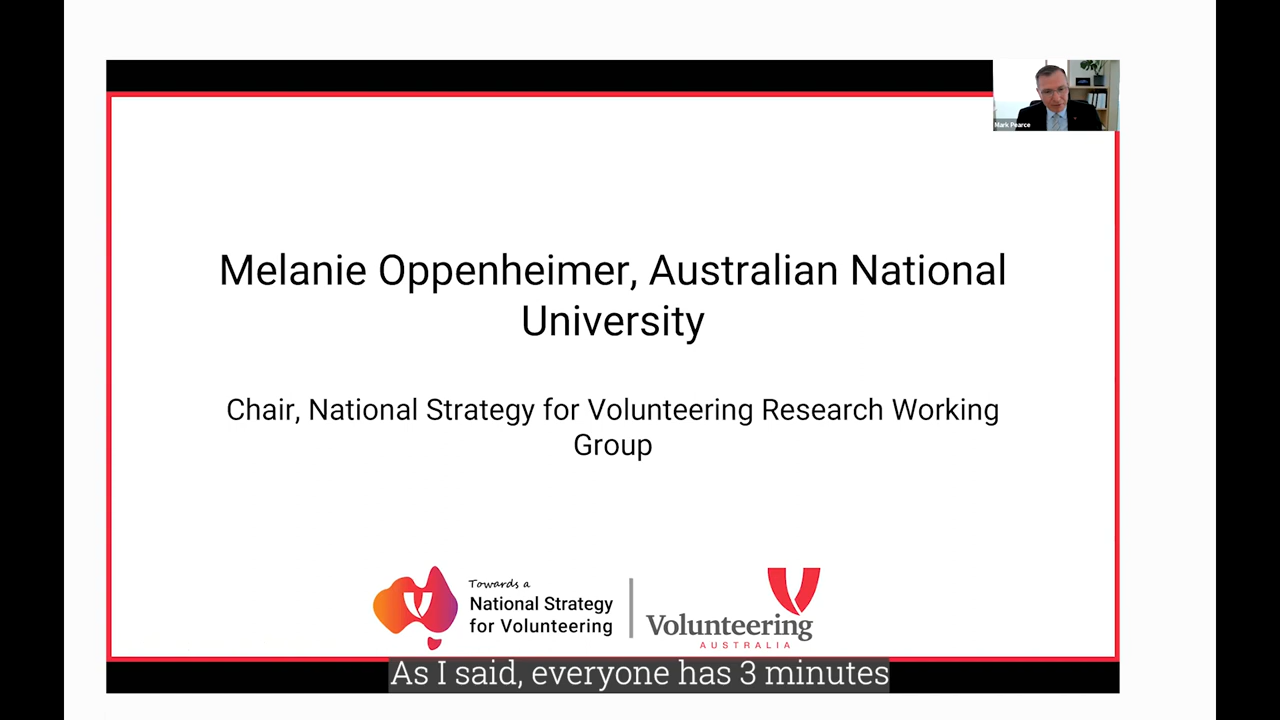 Mark Pearce
Melanie Oppenheimer, Australian National
University
Chair, National Strategy for Volunteering Research Working
Group
Towards a
National Strategy
for Volunteering
Volunteering
AUSTRALIA
As I said, everyone has 3 minutes